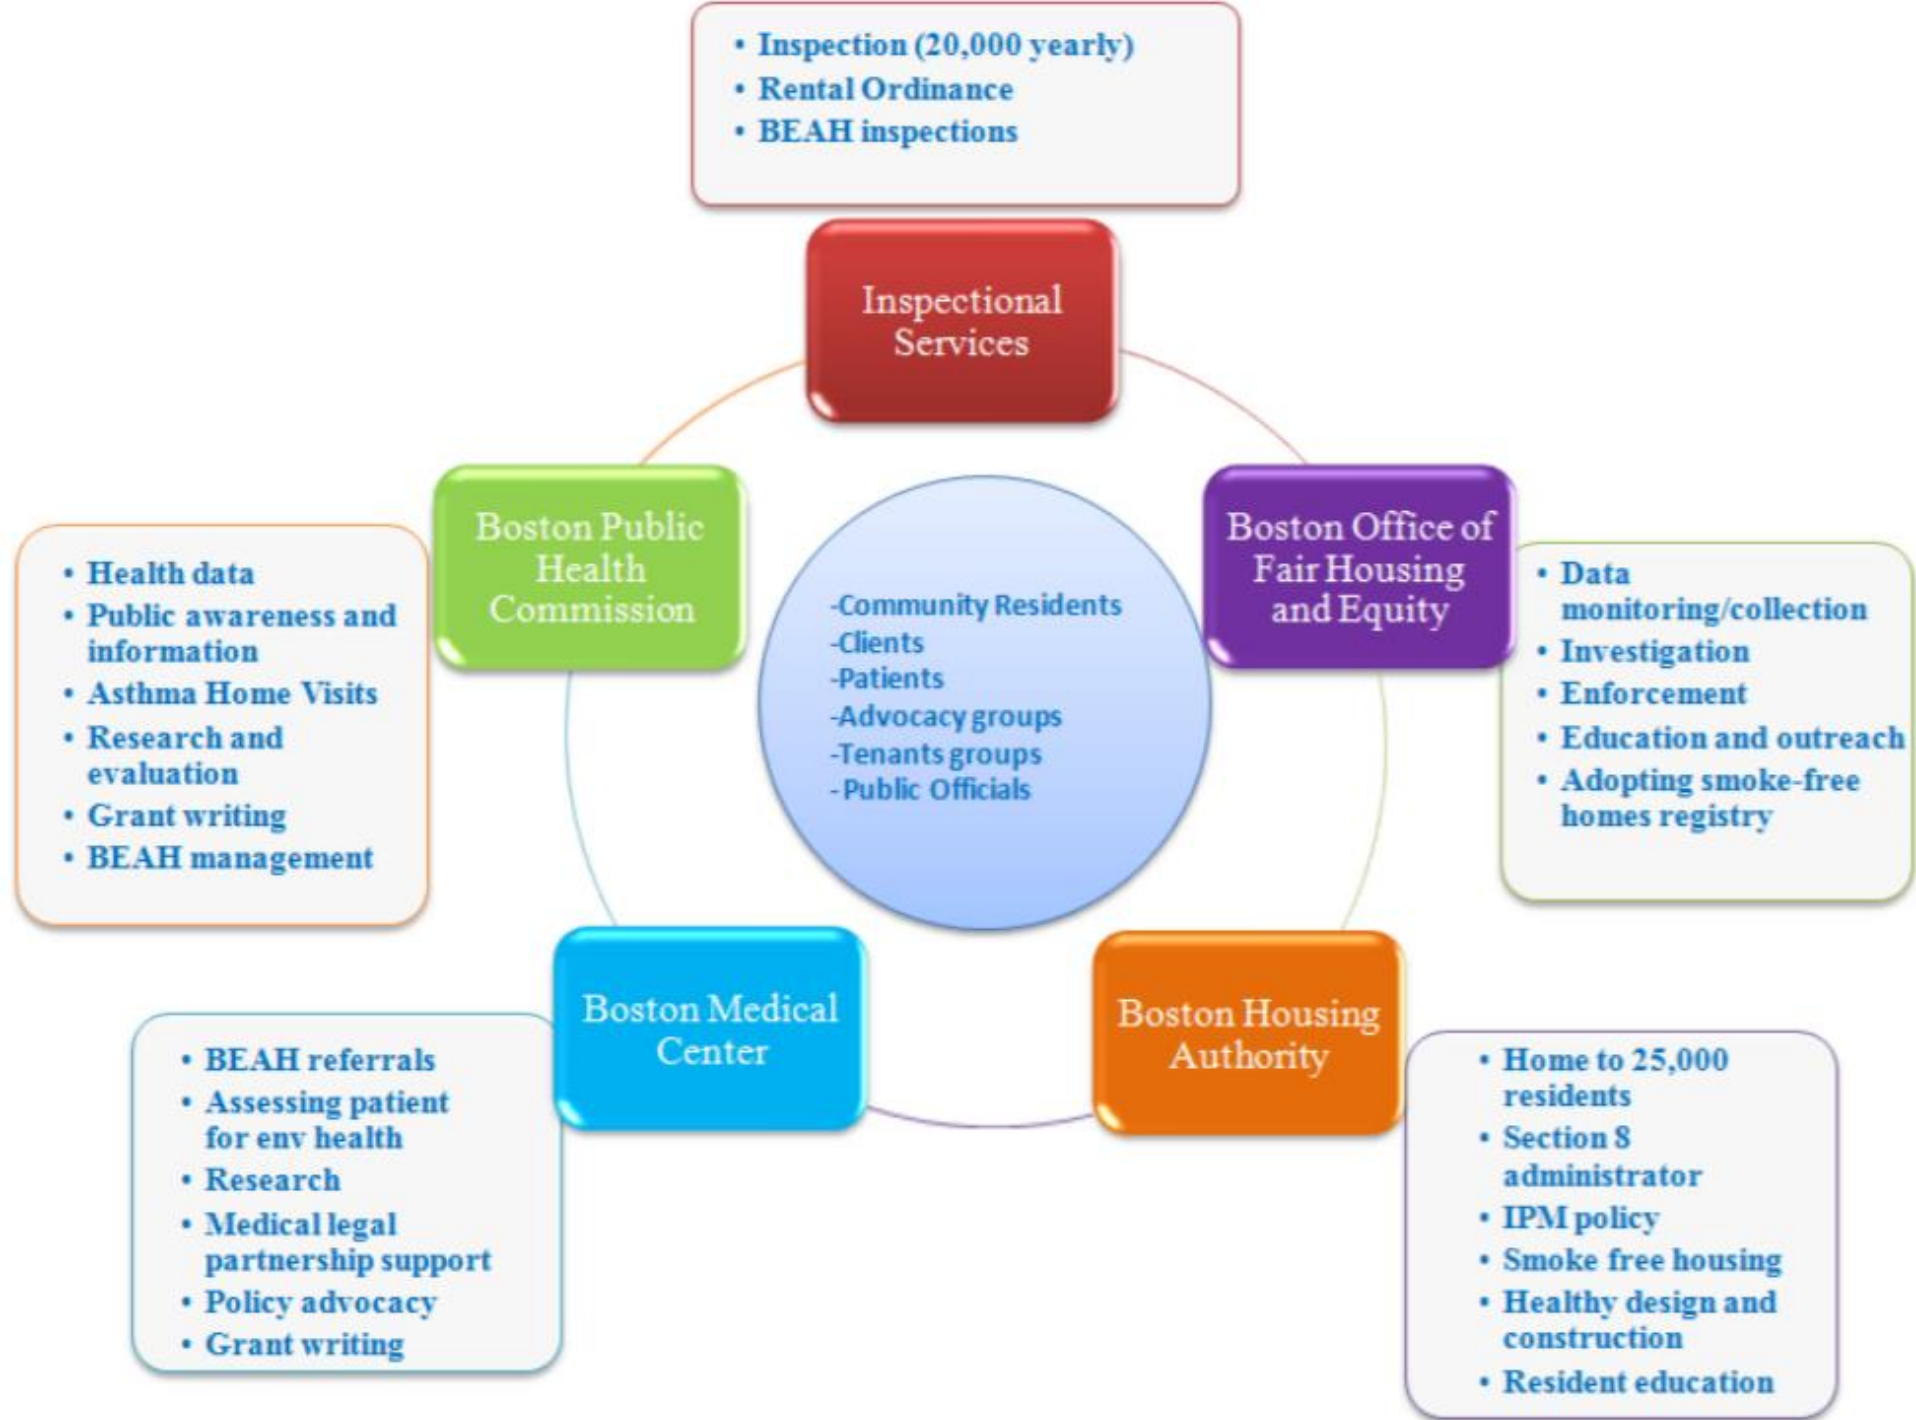 • Inspection (20,000 yearly)
• Rental Ordinance
• BEAH inspections
Inspectional
Services
Boston Public
Health
Commission
• Health data
• Public awareness and
information
• Asthma Home Visits
• Research and
evaluation
• Grant writing
• BEAH management
-Community Residents
-Clients
-Patients
-Advocacy groups
-Tenants groups
- Public Officials
Boston Office of
Fair Housing
and Equity
• Data
monitoring/collection
• Investigation
• Enforcement
• Education and outreach
• Adopting smoke-free
homes registry
Boston Medical
Center
• BEAH referrals
• Assessing patient
for env health
• Research
• Medical legal
partnership support
• Policy advocacy
• Grant writing
Boston Housing
Authority
• Home to 25,000
residents
• Section 8
administrator
• IPM policy
• Smoke free housing
• Healthy design and
construction
• Resident education